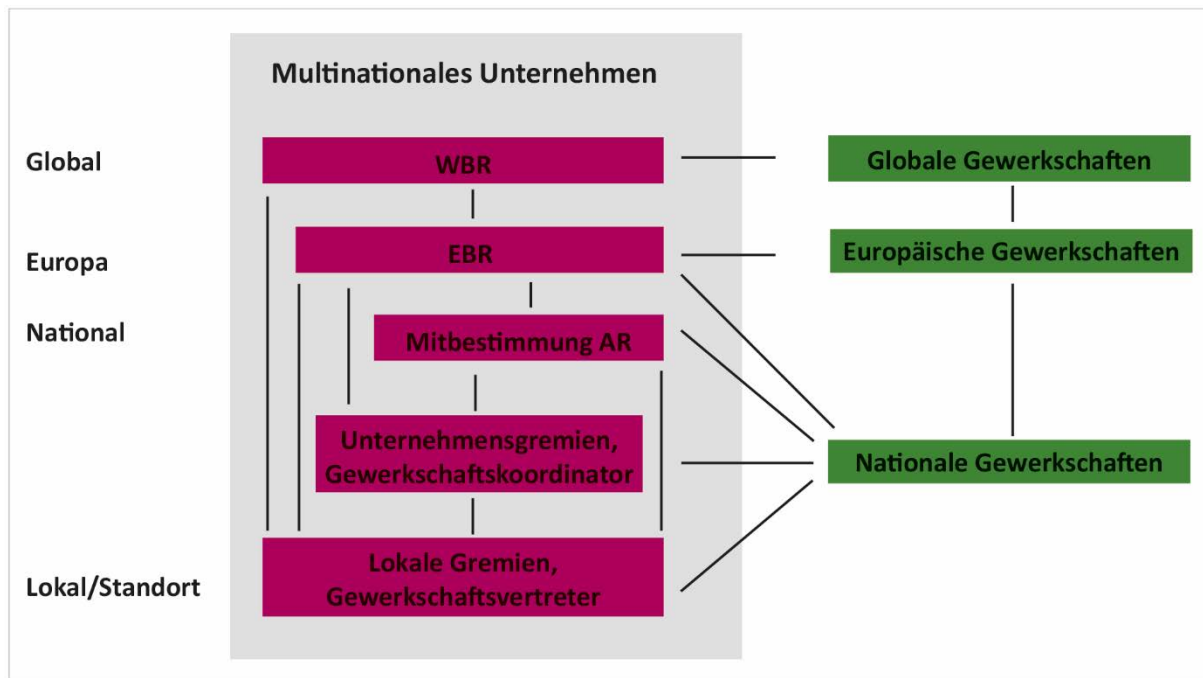 Multinationales Unternehmen
Global
WBR
Globale Gewerkschaften
Europa
EBR
Europäische Gewerkschaften
National
Mitbestimmung AR
Unternehmensgremien,
Gewerkschaftskoordinator
Nationale Gewerkschaften
Lokal/Standort
Lokale Gremien,
Gewerkschaftsvertreter